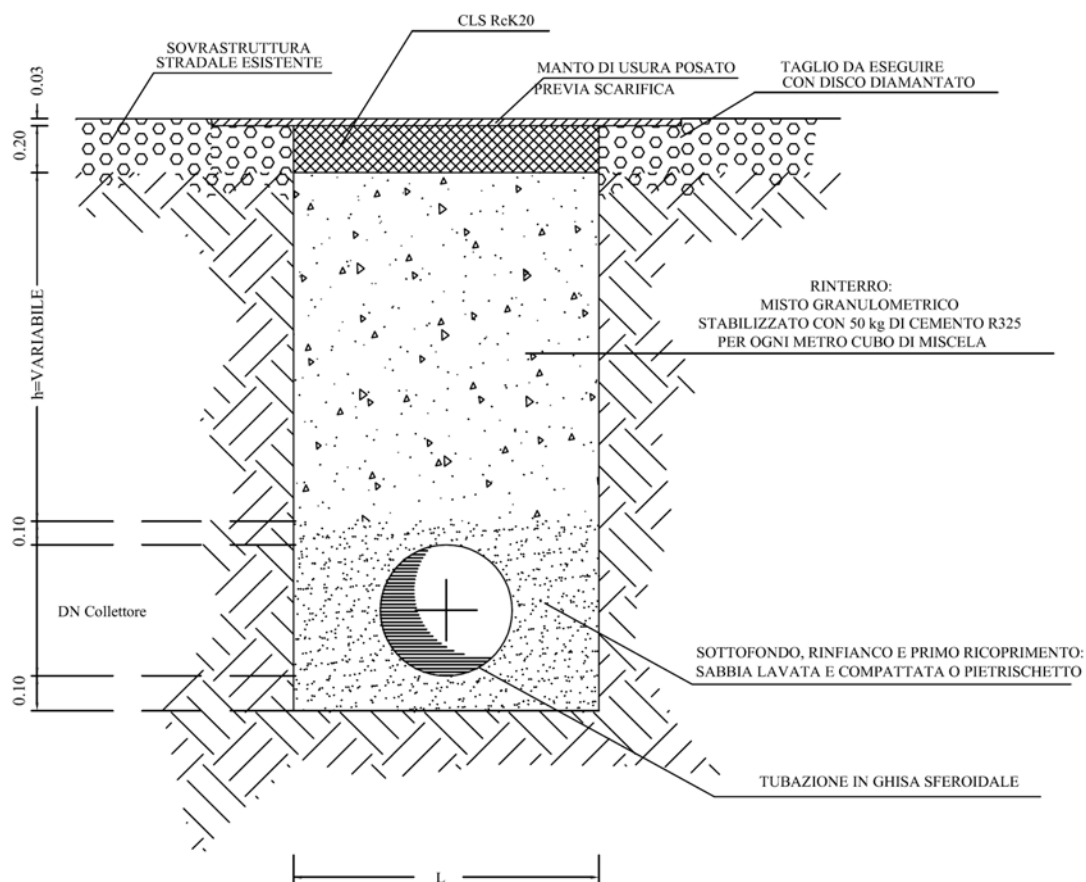 CLS RcK20
SOVRASTRUTTURA
STRADALE ESISTENTE
MANTO DI USURA POSATO
PREVIA SCARIFICA
TAGLIO DA ESEGUIRE
CON DISCO DIAMANTATO
0.03
0.20
h=VARIABILE
RINTERRO:
MISTO GRANULOMETRICO
STABILIZZATO CON 50 kg DI CEMENTO R325
PER OGNI METRO CUBO DI MISCELA
0.10
DN Collettore
0.10
SOTTOFONDO, RINFIANCO E PRIMO RICOPRIMENTO:
SABBIA LAVATA E COMPATTATA O PIETRISCHETTO
TUBAZIONE IN GHISA SFEROIDALE
L